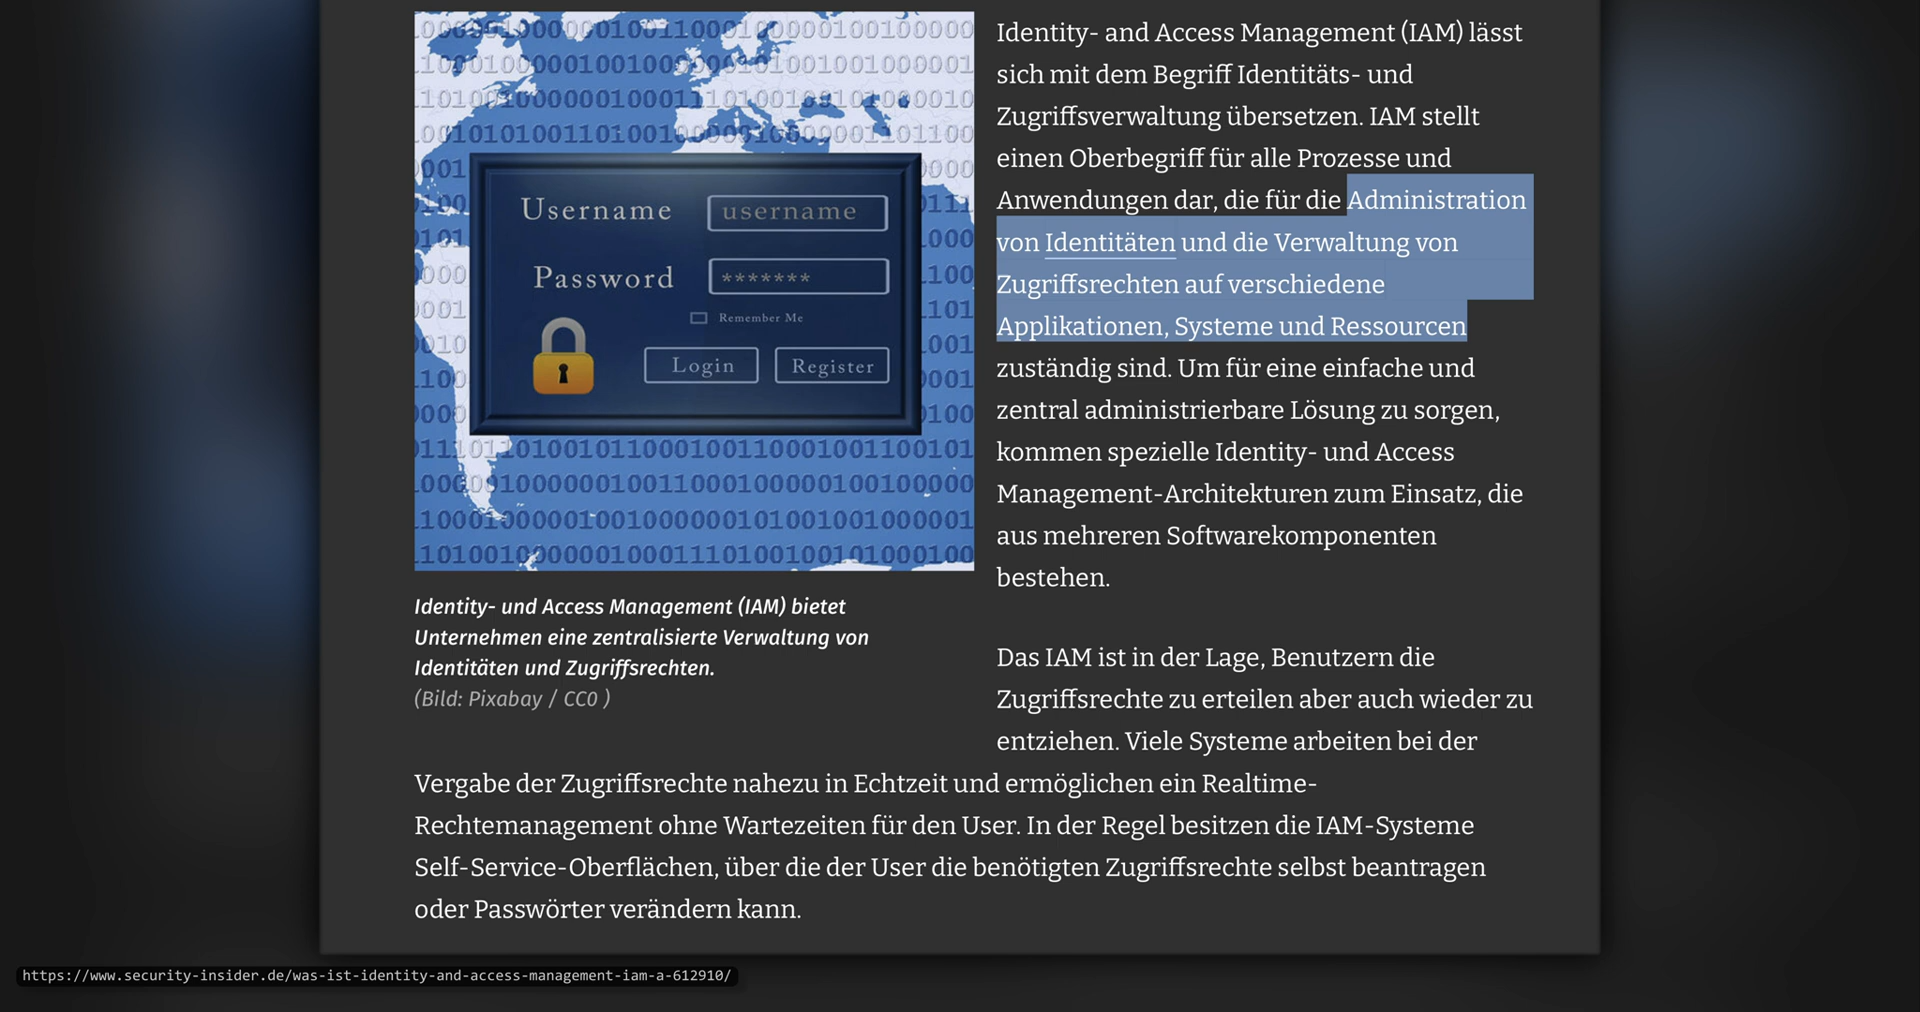 Username
username
Password
*******
Remember Me
Login
Register
Identity- und Access Management (IAM) bietet
Unternehmen eine zentralisierte Verwaltung von
Identitäten und Zugriffsrechten.
(Bild: Pixabay / CC0 )
Identity- and Access Management (IAM) lässt
sich mit dem Begriff Identitäts- und
Zugriffsverwaltung übersetzen. IAM stellt
einen Oberbegriff für alle Prozesse und
Anwendungen dar, die für die Administration
von Identitäten und die Verwaltung von
Zugriffsrechten auf verschiedene
Applikationen, Systeme und Ressourcen
zuständig sind. Um für eine einfache und
zentral administrierbare Lösung zu sorgen,
kommen spezielle Identity- und Access
Management-Architekturen zum Einsatz, die
aus mehreren Softwarekomponenten
bestehen.
Das IAM ist in der Lage, Benutzern die
Zugriffsrechte zu erteilen aber auch wieder zu
entziehen. Viele Systeme arbeiten bei der
Vergabe der Zugriffsrechte nahezu in Echtzeit und ermöglichen ein Realtime-
Rechtemanagement ohne Wartezeiten für den User. In der Regel besitzen die IAM-Systeme
Self-Service-Oberflächen, über die der User die benötigten Zugriffsrechte selbst beantragen
oder Passwörter verändern kann.
https://www.security-insider.de/was-ist-identity-and-access-management-iam-a-612910/